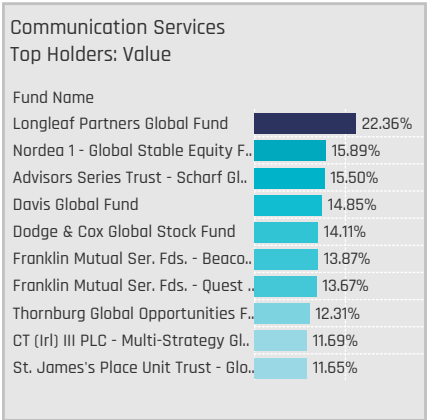 Communication Services
Top Holders: Value
Fund Name
Longleaf Partners Global Fund 22.36%
Nordea 1 - Global Stable Equity F.. 15.89%
Advisors Series Trust - Scharf Gl.. 15.50%
Davis Global Fund 14.85%
Dodge & Cox Global Stock Fund 14.11%
Franklin Mutual Ser. Fds. - Beaco.. 13.87%
Franklin Mutual Ser. Fds. - Quest .. 13.67%
Thornburg Global Opportunities F.. 12.31%
CT (Irl) III PLC - Multi-Strategy Gl.. 11.69%
St. James's Place Unit Trust - Glo.. 11.65%